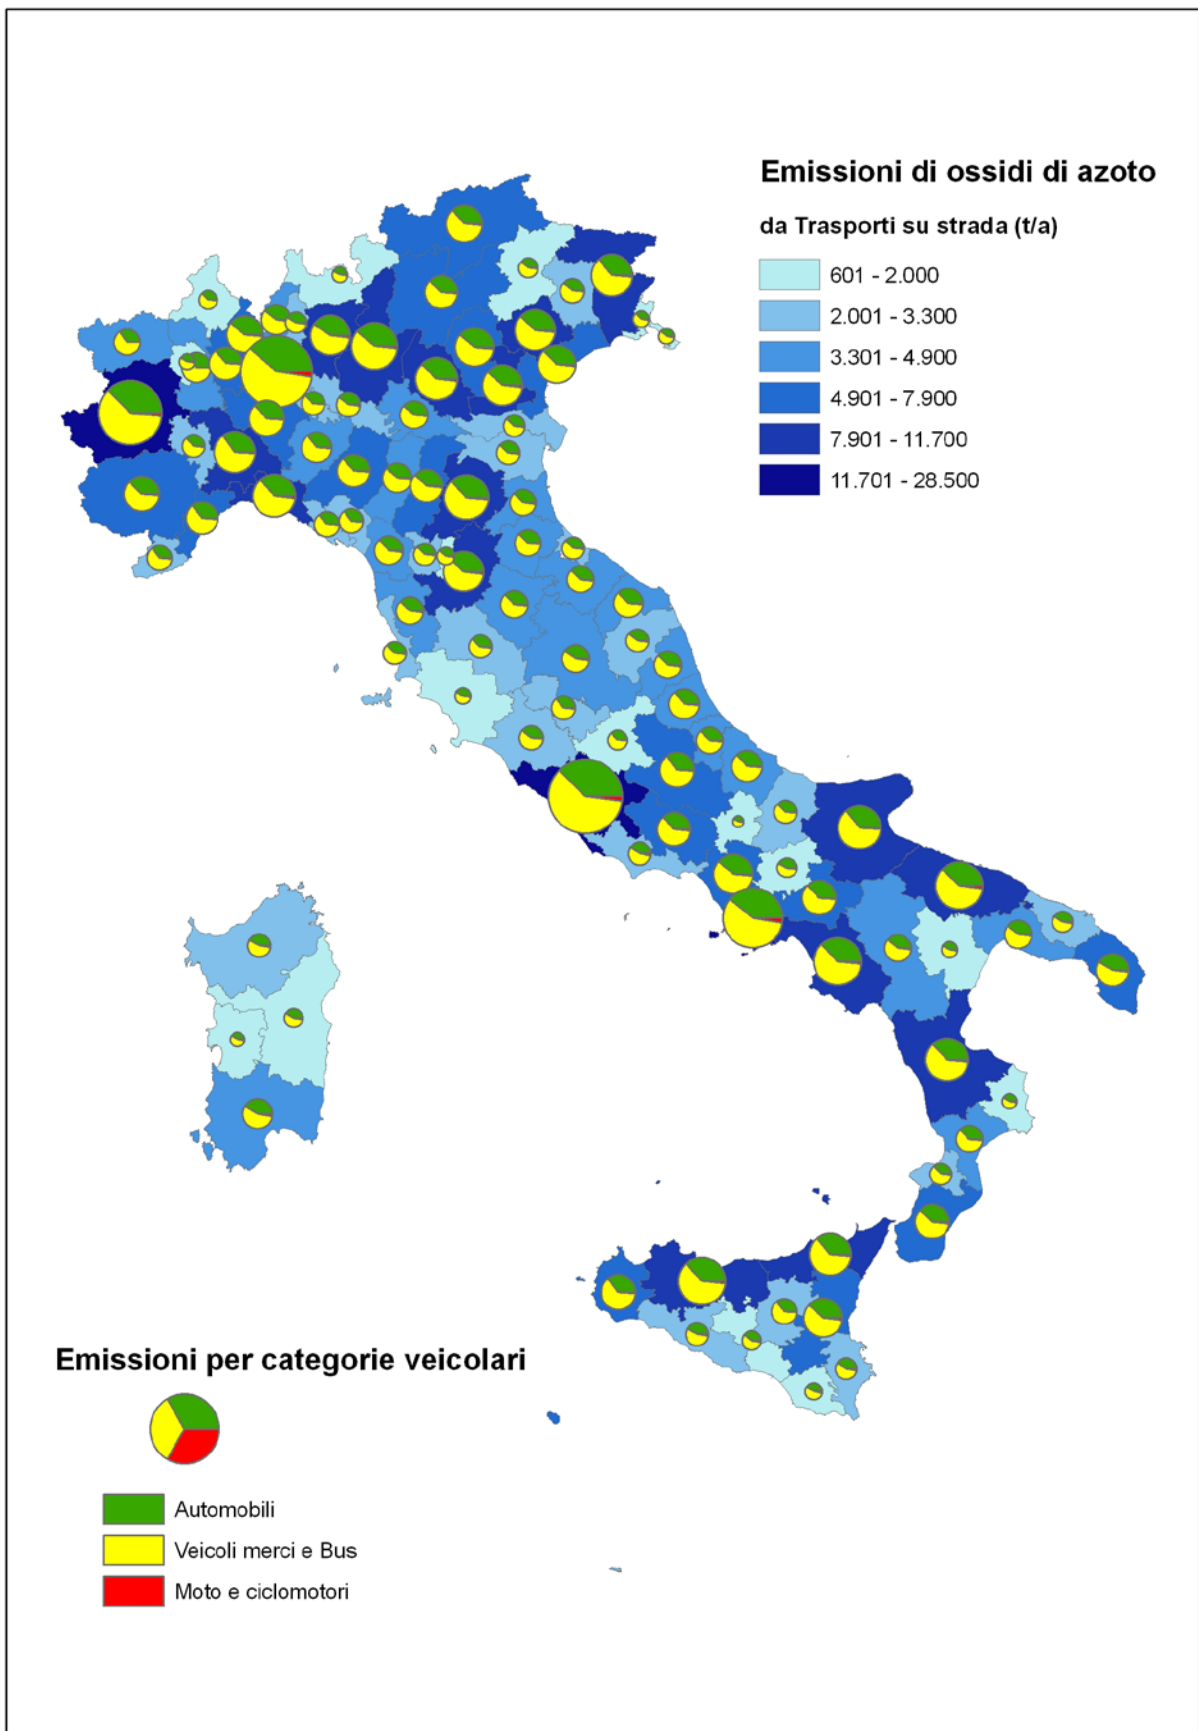 Emissioni di ossidi di azoto
da Trasporti su strada (t/a)
601 - 2.000
2.001 - 3.300
3.301 - 4.900
4.901 - 7.900
7.901 - 11.700
11.701 - 28.500
Emissioni per categorie veicolari
Automobili
Veicoli merci e Bus
Moto e ciclomotori